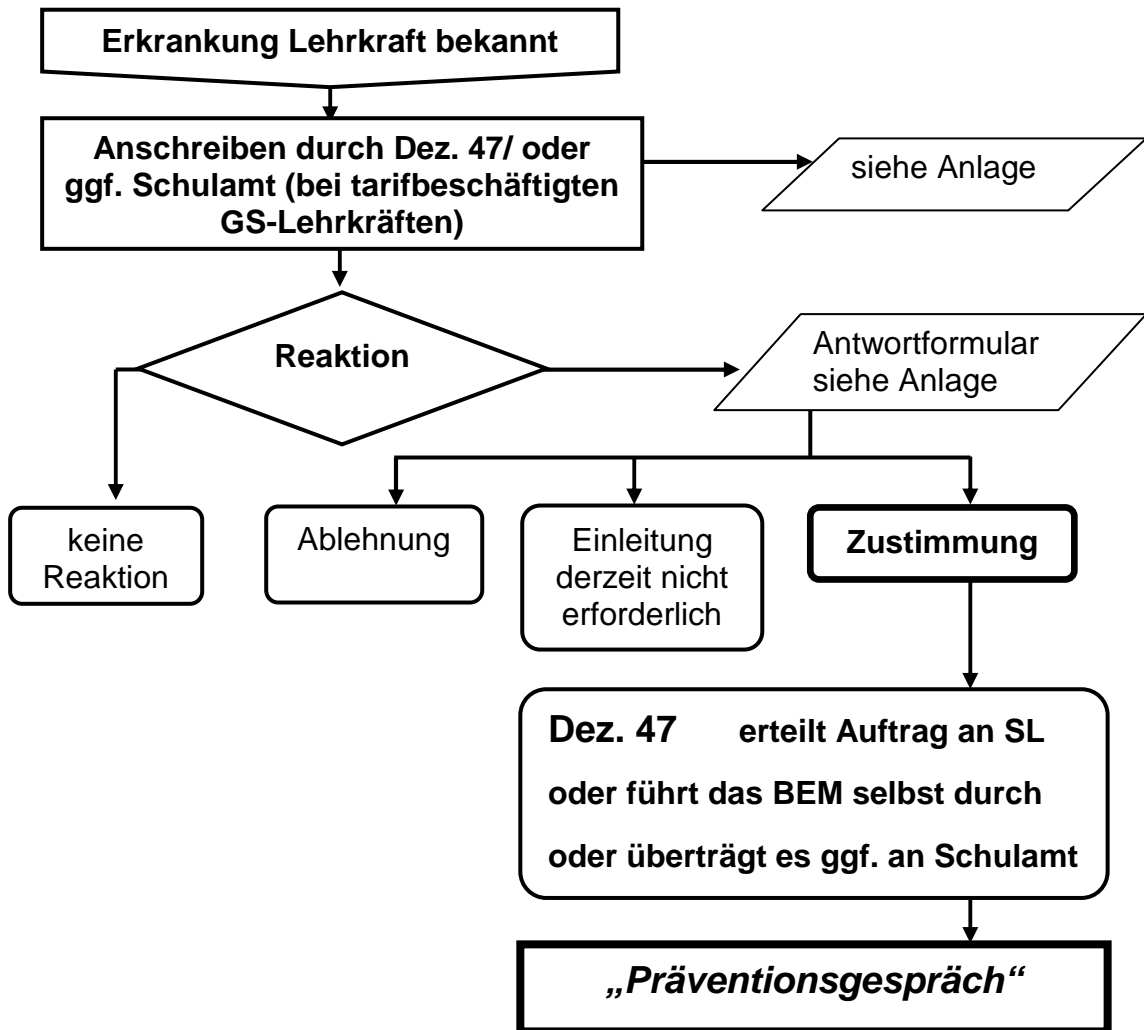 Erkrankung Lehrkraft bekannt
Anschreiben durch Dez. 47/ oder
ggf. Schulamt (bei tarifbeschäftigten
GS-Lehrkräften)
siehe Anlage
Reaktion
Antwortformular
siehe Anlage
keine
Reaktion
Ablehnung
Einleitung
derzeit nicht
erforderlich
Zustimmung
Dez. 47 erteilt Auftrag an SL
oder führt das BEM selbst durch
oder überträgt es ggf. an Schulamt
„Präventionsgespräch“